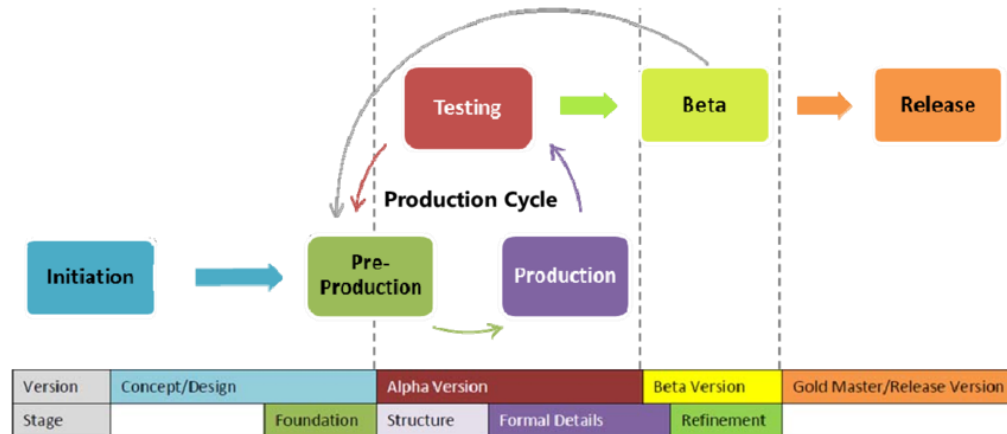 Testing
Beta
Release
Production Cycle
Initiation
Pre-
Production
Production
Version
Concept/Design
Alpha Version
Beta Version
Gold Master/Release Version
Stage
Foundation
Structure
Formal Details
Refinement